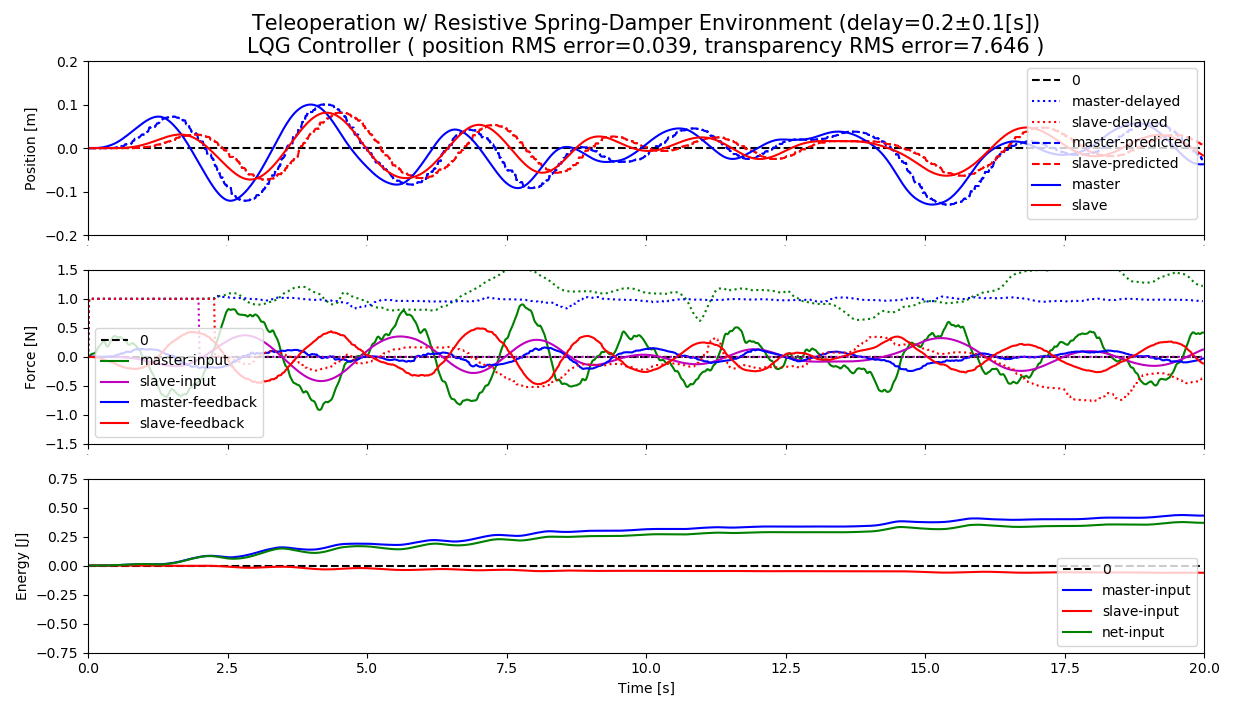 Teleoperation w/ Resistive Spring-Damper Environment (delay=0.2±0.1[s])
LQG Controller ( position RMS error=0.039, transparency RMS error=7.646 )
Position [m]
0.2
0.1
0.0
−0.1
−0.2
0
master-delayed
slave-delayed
master-predicted
slave-predicted
master
slave
Force [N]
1.5
1.0
0.5
0.0
−0.5
−1.0
−1.5
0
master-input
slave-input
master-feedback
slave-feedback
Energy [J]
0.75
0.50
0.25
0.00
−0.25
−0.50
−0.75
0
master-input
slave-input
net-input
0.0 2.5 5.0 7.5 10.0 12.5 15.0 17.5 20.0
Time [s]